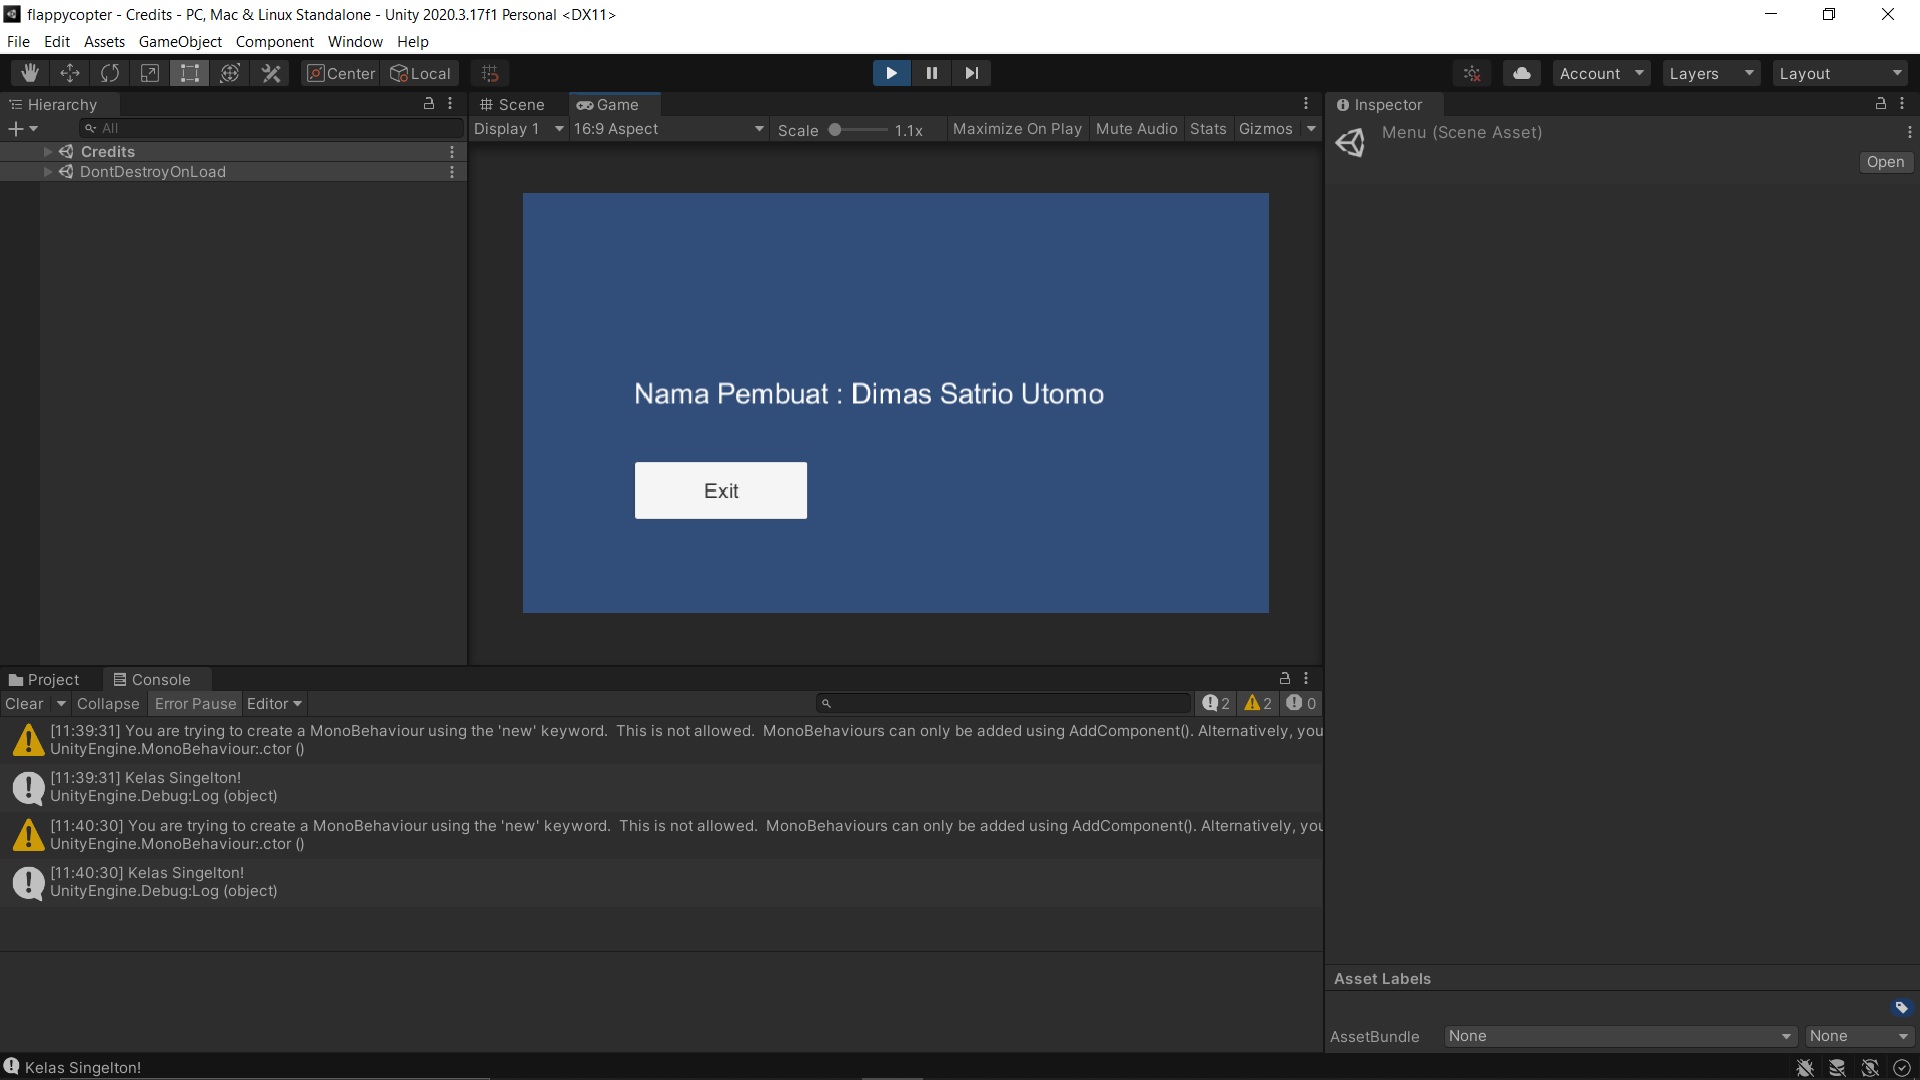 flappycopter - Credits - PC, Mac & Linux Standalone - Unity 2020.3.17f1 Personal <DX11>
File Edit Assets GameObject Component Window Help
Center Local Account Layers Layout
Hierarchy
All
Credits
DontDestroyOnLoad
Scene Game
Display 1 16:9 Aspect Scale 1.1x Maximize On Play Mute Audio Stats Gizmos
Nama Pembuat : Dimas Satrio Utomo
Exit
Inspector
Menu (Scene Asset)
Open
Project Console
Clear Collapse Error Pause Editor 2 2 0
[11:39:31] You are trying to create a MonoBehaviour using the 'new' keyword.  This is not allowed.  MonoBehaviours can only be added using AddComponent(). Alternatively, you
UnityEngine.MonoBehaviour:.ctor ()
[11:39:31] Kelas Singelton!
UnityEngine.Debug:Log (object)
[11:40:30] You are trying to create a MonoBehaviour using the 'new' keyword.  This is not allowed.  MonoBehaviours can only be added using AddComponent(). Alternatively, you
UnityEngine.MonoBehaviour:.ctor ()
[11:40:30] Kelas Singelton!
UnityEngine.Debug:Log (object)
Asset Labels
AssetBundle None None
Kelas Singelton!